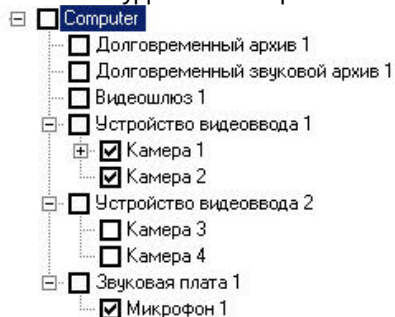 Computer
Долговременный архив 1
Долговременный звуковой архив 1
Видеошлюз 1
Устройство видеоввода 1
Камера 1
Камера 2
Устройство видеоввода 2
Камера 3
Камера 4
Звуковая плата 1
Микрофон 1